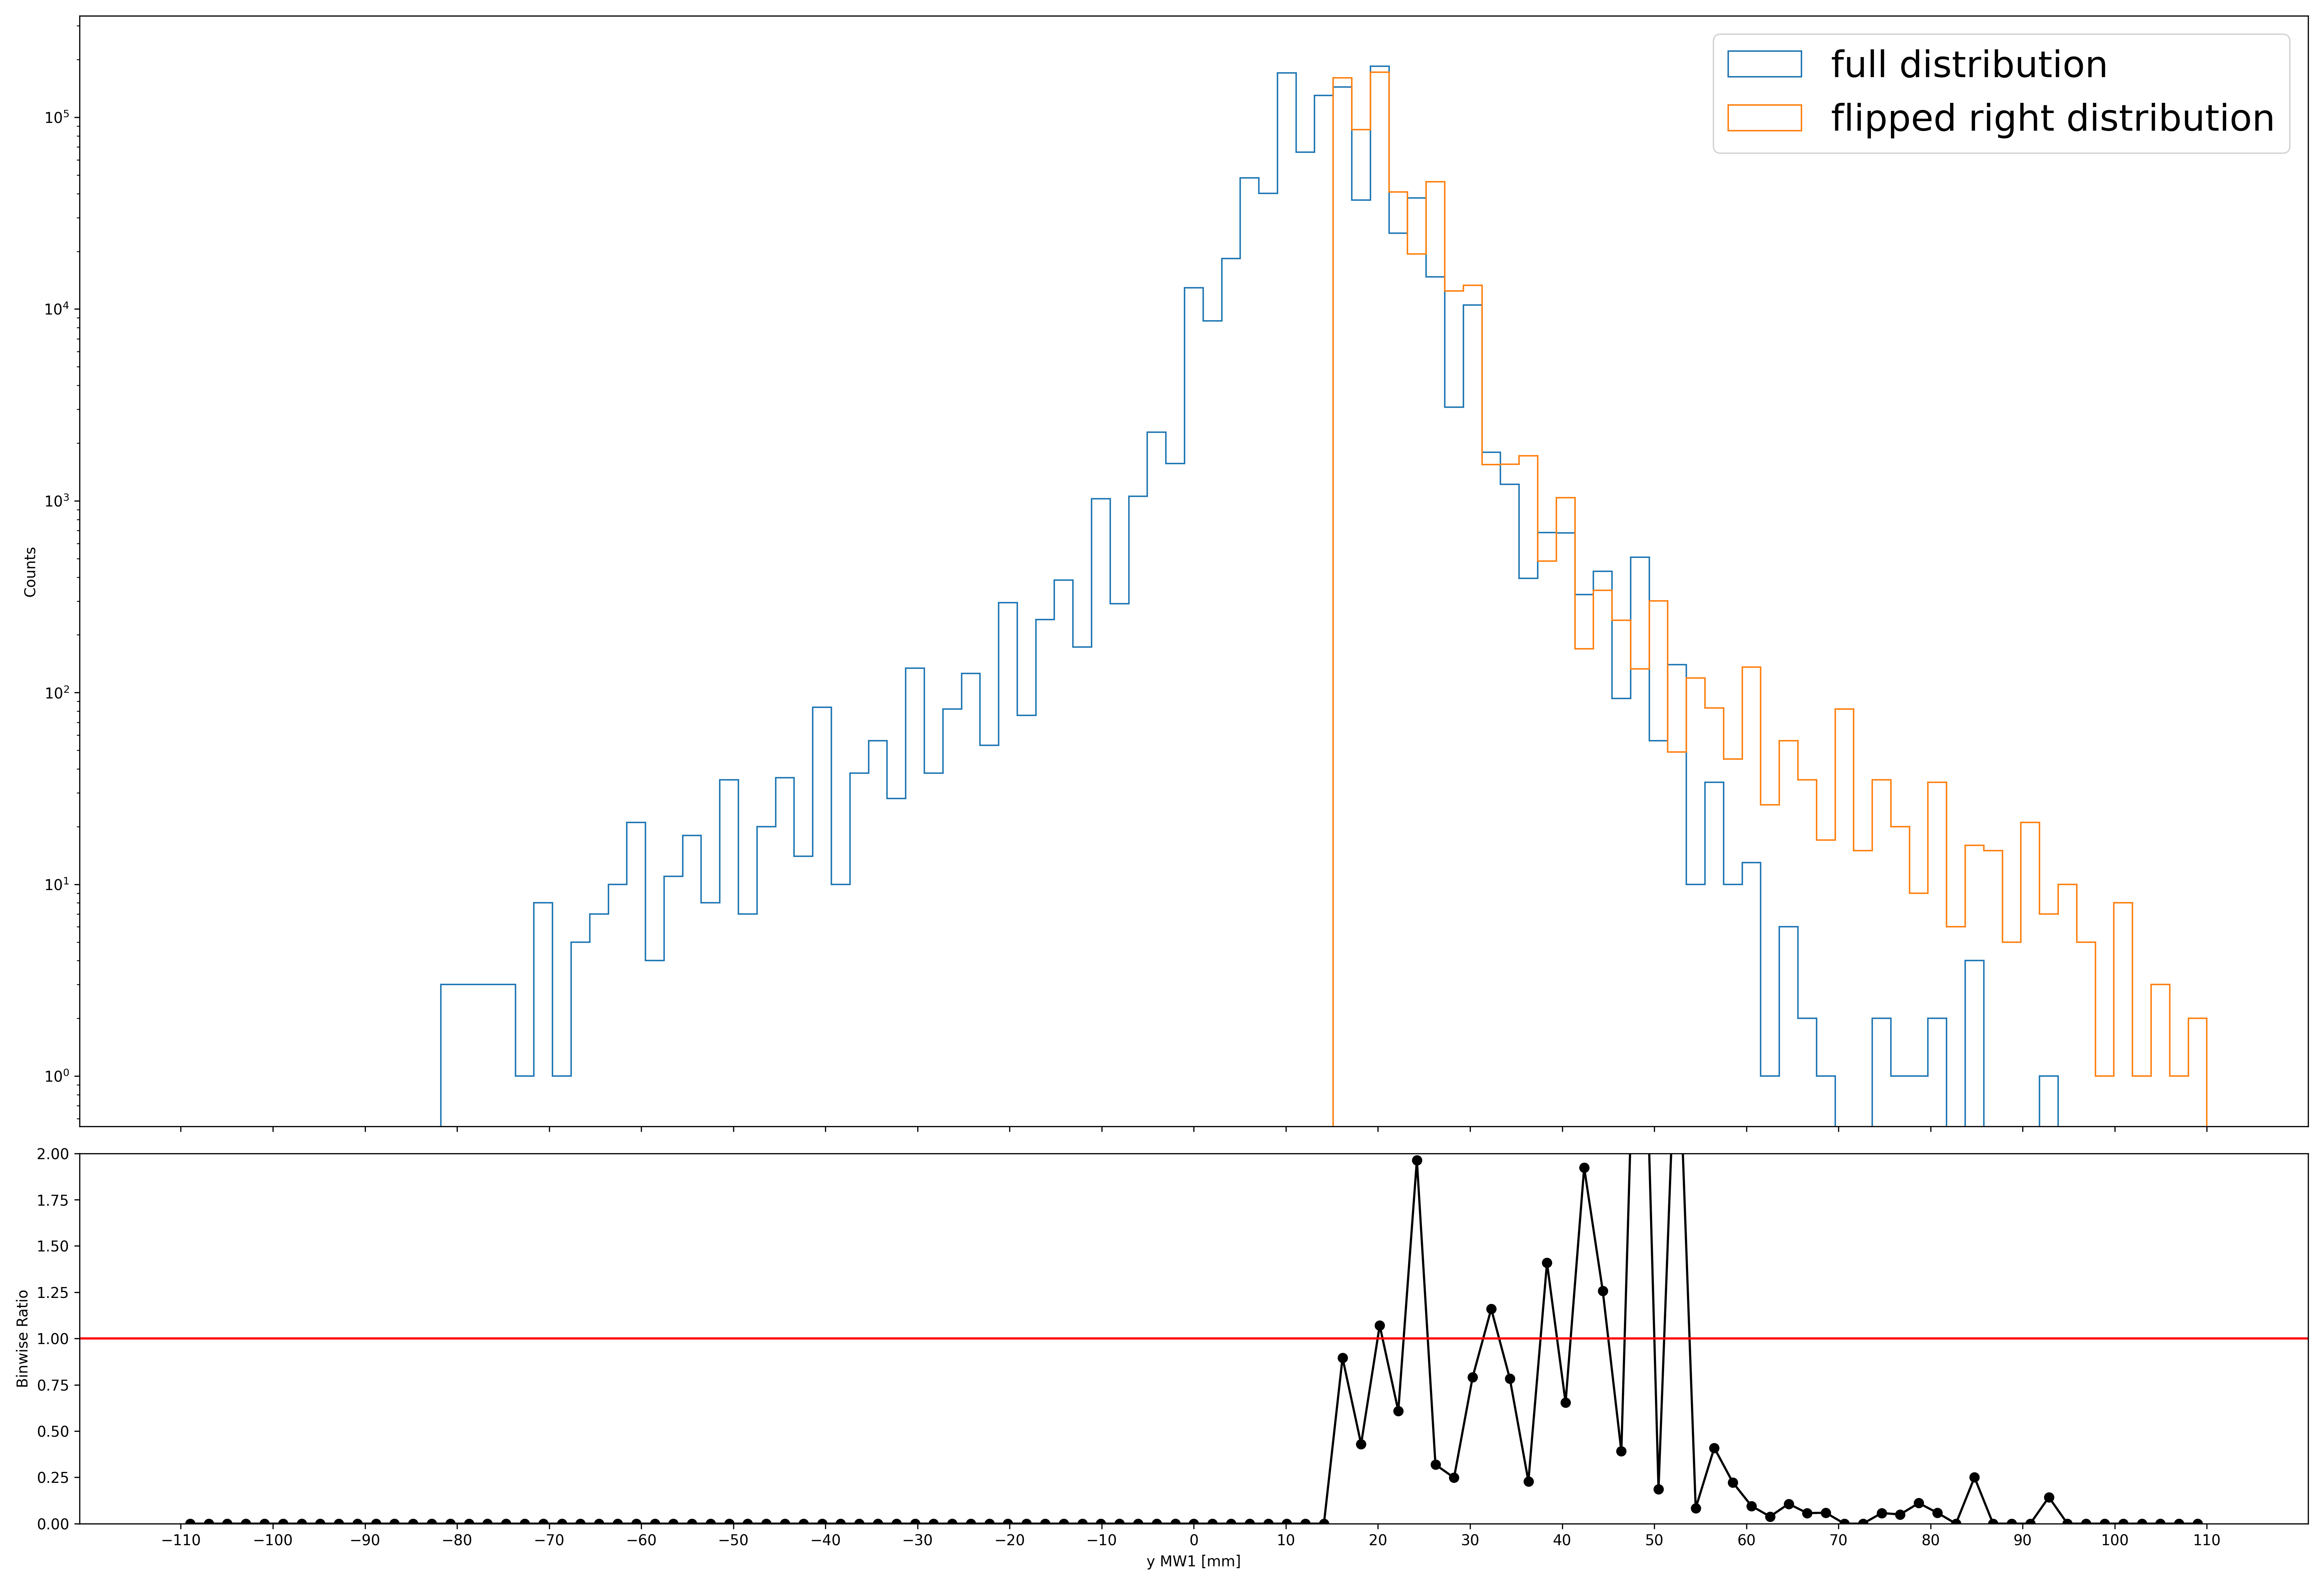 full distribution
flipped right distribution
10⁵
10⁴
10³
10²
10¹
10⁰
Counts
2.00
1.75
1.50
1.25
1.00
0.75
0.50
0.25
0.00
Binwise Ratio
−110 −100 −90 −80 −70 −60 −50 −40 −30 −20 −10 0 10 20 30 40 50 60 70 80 90 100 110
y MW1 [mm]